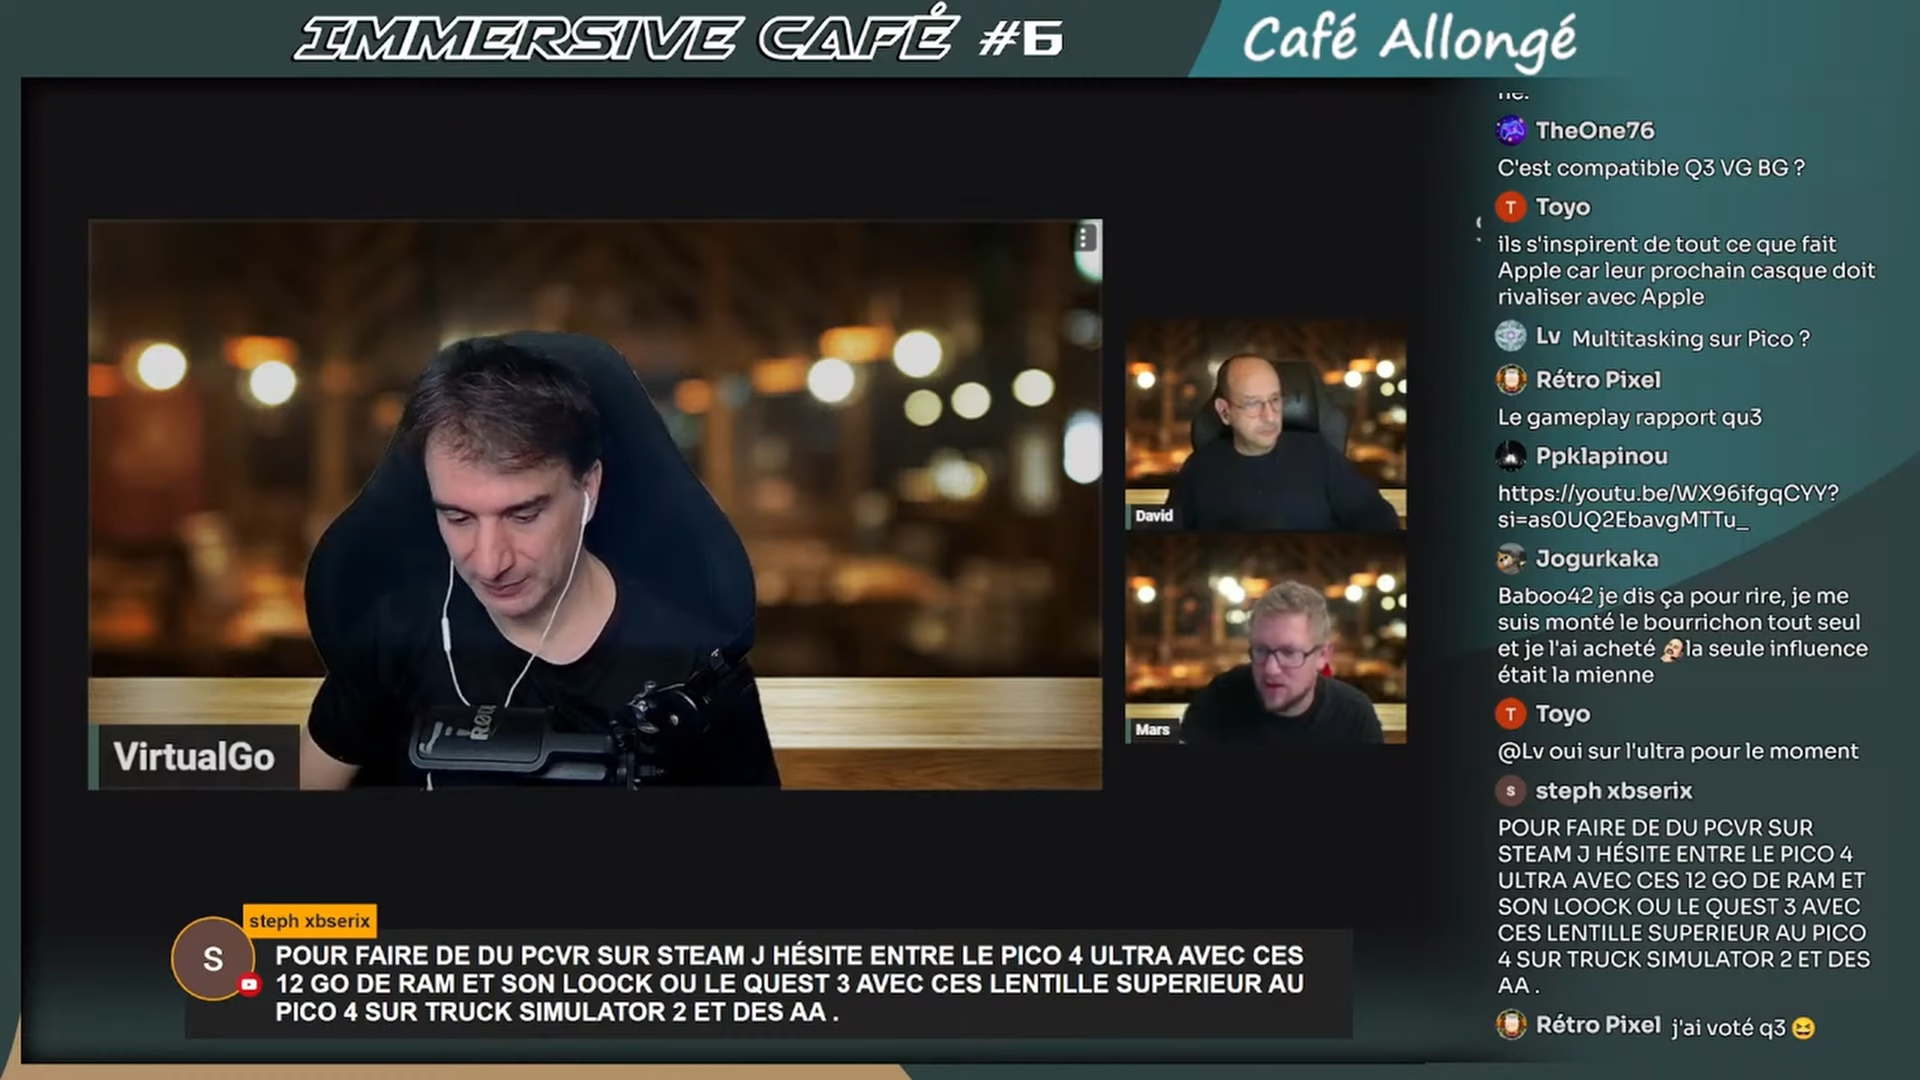 IMMERSIVE CAFÉ #6
Café Allongé
TheOne76
C'est compatible Q3 VG BG ?
T Toyo
ils s'inspirent de tout ce que fait
Apple car leur prochain casque doit
rivaliser avec Apple
Lv Multitasking sur Pico ?
Rétro Pixel
Le gameplay rapport qu3
Ppklapinou
https://youtu.be/WX96ifgqCYY?
si=as0UQ2EbavgMTTu_
Jogurkaka
Baboo42 je dis ça pour rire, je me
suis monté le bourrichon tout seul
et je l'ai acheté la seule influence
était la mienne
T Toyo
@Lv oui sur l'ultra pour le moment
s steph xbserix
POUR FAIRE DE DU PCVR SUR
STEAM J HÉSITE ENTRE LE PICO 4
ULTRA AVEC CES 12 GO DE RAM ET
SON LOOCK OU LE QUEST 3 AVEC
CES LENTILLE SUPERIEUR AU PICO
4 SUR TRUCK SIMULATOR 2 ET DES
AA .
Rétro Pixel j'ai voté q3 😆
RØDE
VirtualGo
David
Mars
steph xbserix
S
POUR FAIRE DE DU PCVR SUR STEAM J HÉSITE ENTRE LE PICO 4 ULTRA AVEC CES
12 GO DE RAM ET SON LOOCK OU LE QUEST 3 AVEC CES LENTILLE SUPERIEUR AU
PICO 4 SUR TRUCK SIMULATOR 2 ET DES AA .